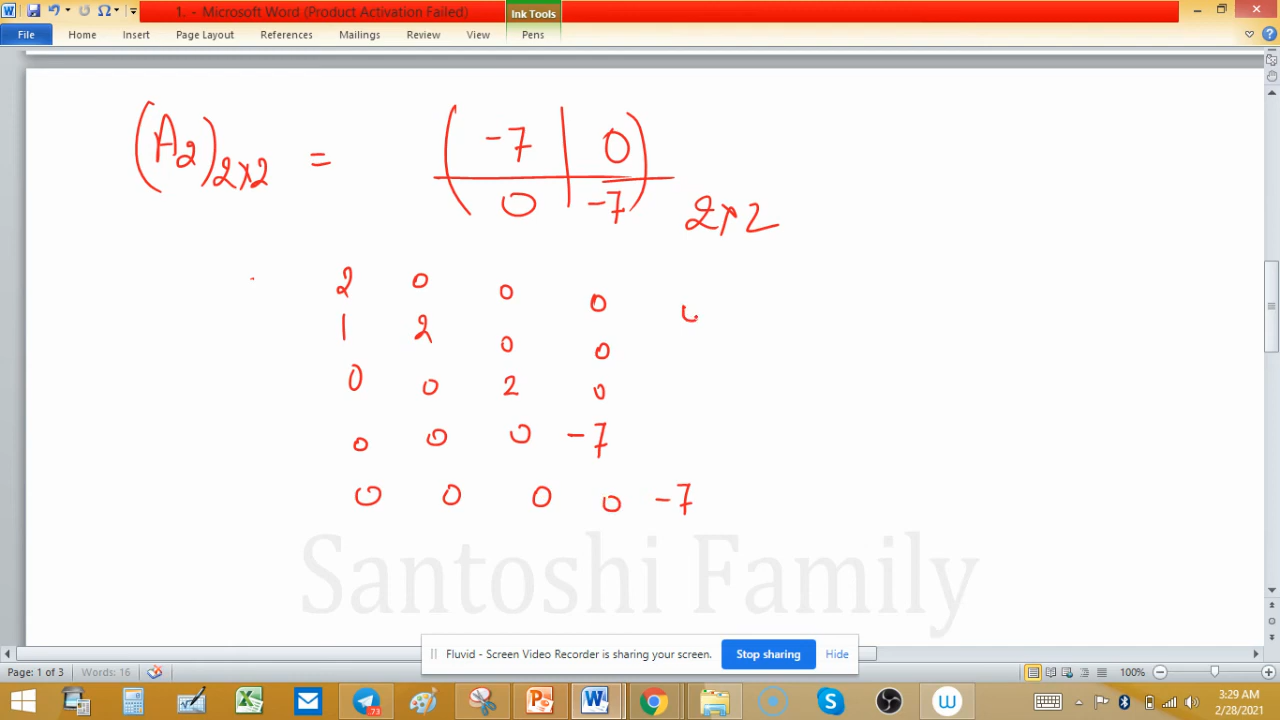 1. - Microsoft Word (Product Activation Failed)
Ink Tools
File Home Insert Page Layout References Mailings Review View Pens
(A2)2x2 = ( -7 | 0 )
( 0 | -7 ) 2x2
2 0 0 0
1 2 0 0
0 0 2 0
0 0 0 -7
0 0 0 0 -7
Santoshi Family
Fluvid - Screen Video Recorder is sharing your screen. Stop sharing Hide
Page: 1 of 3 Words: 16 100%
73
3:29 AM
2/28/2021